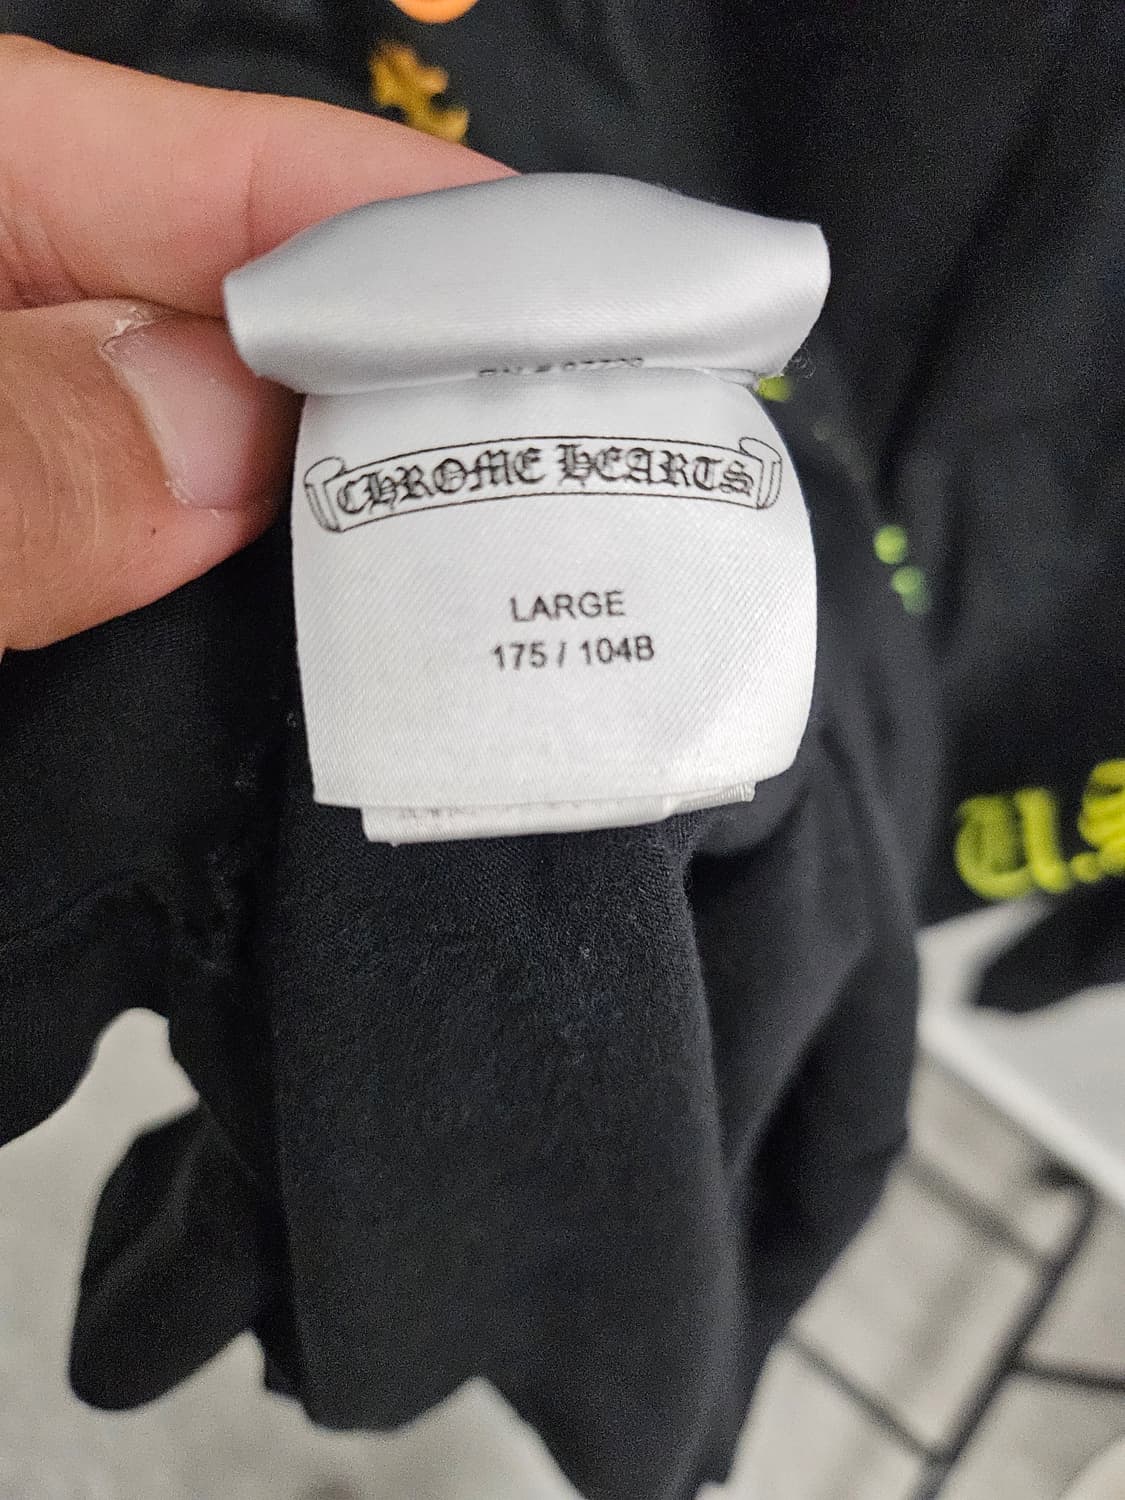 CHROME HEARTS
LARGE
175 / 104B
U.S